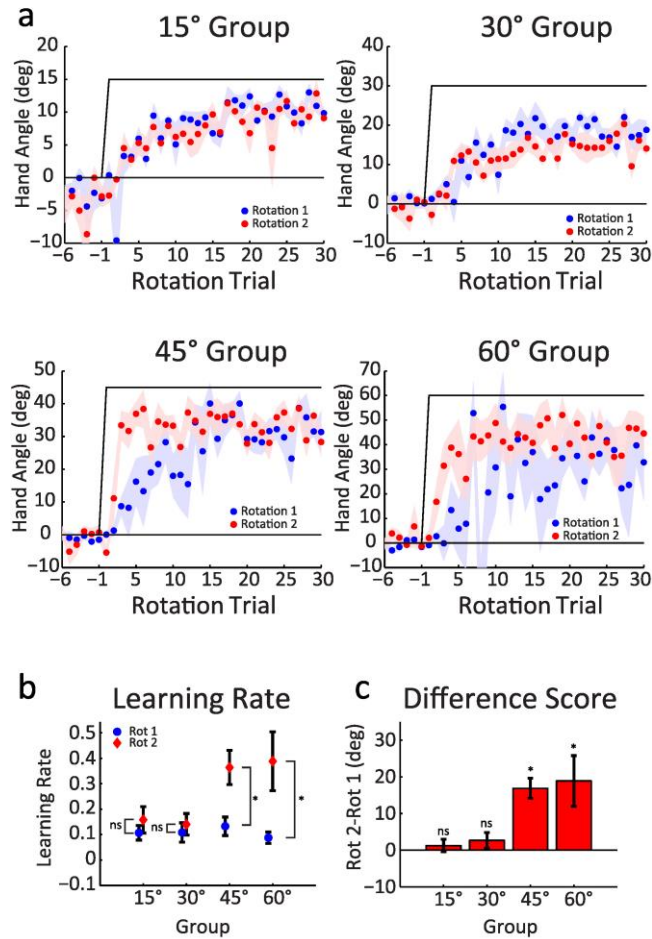 a
15° Group
30° Group
Hand Angle (deg)
20
15
10
5
0
−5
−10
Rotation 1
Rotation 2
−6 −1 5 10 15 20 25 30
Rotation Trial
Hand Angle (deg)
40
30
20
10
0
−10
Rotation 1
Rotation 2
−6 −1 5 10 15 20 25 30
Rotation Trial
45° Group
60° Group
Hand Angle (deg)
50
40
30
20
10
0
−10
Rotation 1
Rotation 2
−6 −1 5 10 15 20 25 30
Rotation Trial
Hand Angle (deg)
70
60
50
40
30
20
10
0
−10
Rotation 1
Rotation 2
−6 −1 5 10 15 20 25 30
Rotation Trial
b
Learning Rate
Learning Rate
0.5
0.4
0.3
0.2
0.1
0
−0.1
Rot 1
Rot 2
ns
ns
*
*
15° 30° 45° 60°
Group
c
Difference Score
Rot 2-Rot 1 (deg)
30
20
10
0
−10
ns
ns
*
*
15° 30° 45° 60°
Group